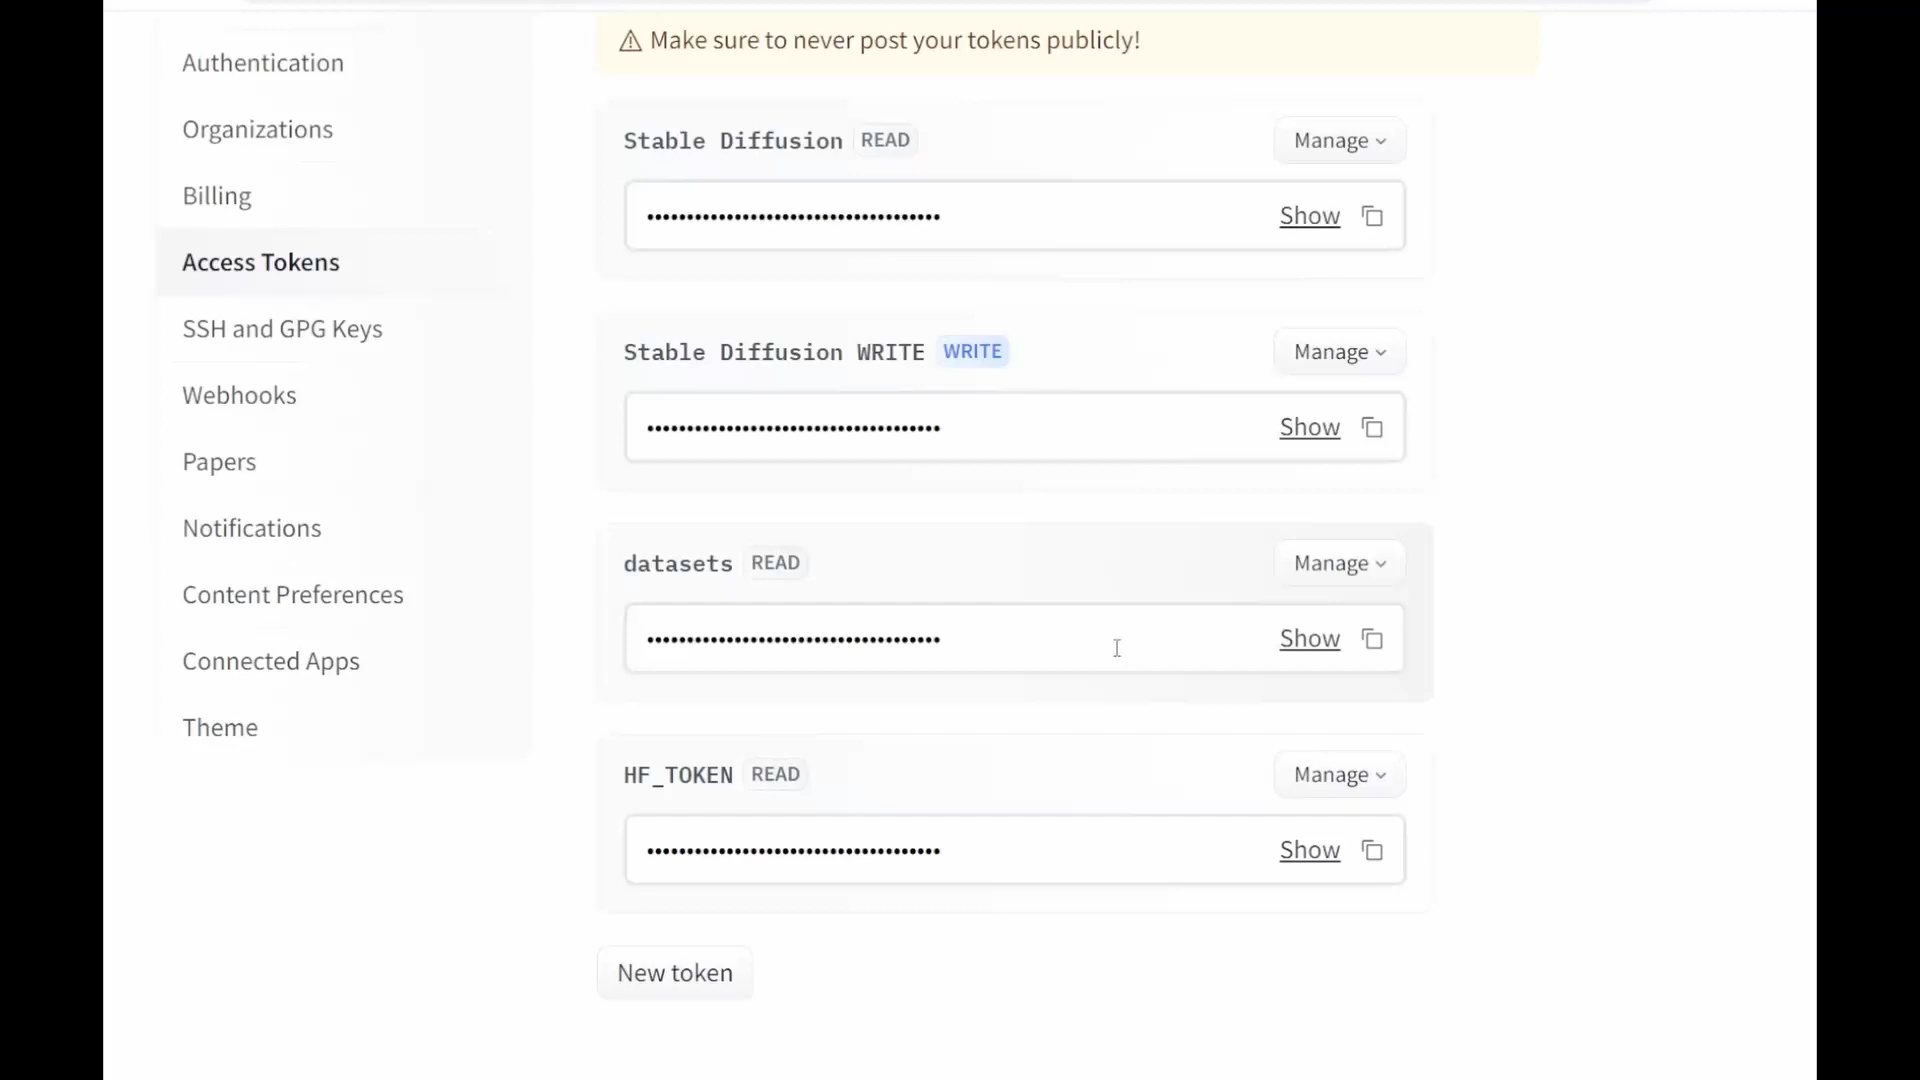 Authentication
Organizations
Billing
Access Tokens
SSH and GPG Keys
Webhooks
Papers
Notifications
Content Preferences
Connected Apps
Theme
⚠ Make sure to never post your tokens publicly!
Stable Diffusion READ Manage
••••••••••••••••••••••••••••••••••••• Show
Stable Diffusion WRITE WRITE Manage
••••••••••••••••••••••••••••••••••••• Show
datasets READ Manage
••••••••••••••••••••••••••••••••••••• Show
HF_TOKEN READ Manage
••••••••••••••••••••••••••••••••••••• Show
New token